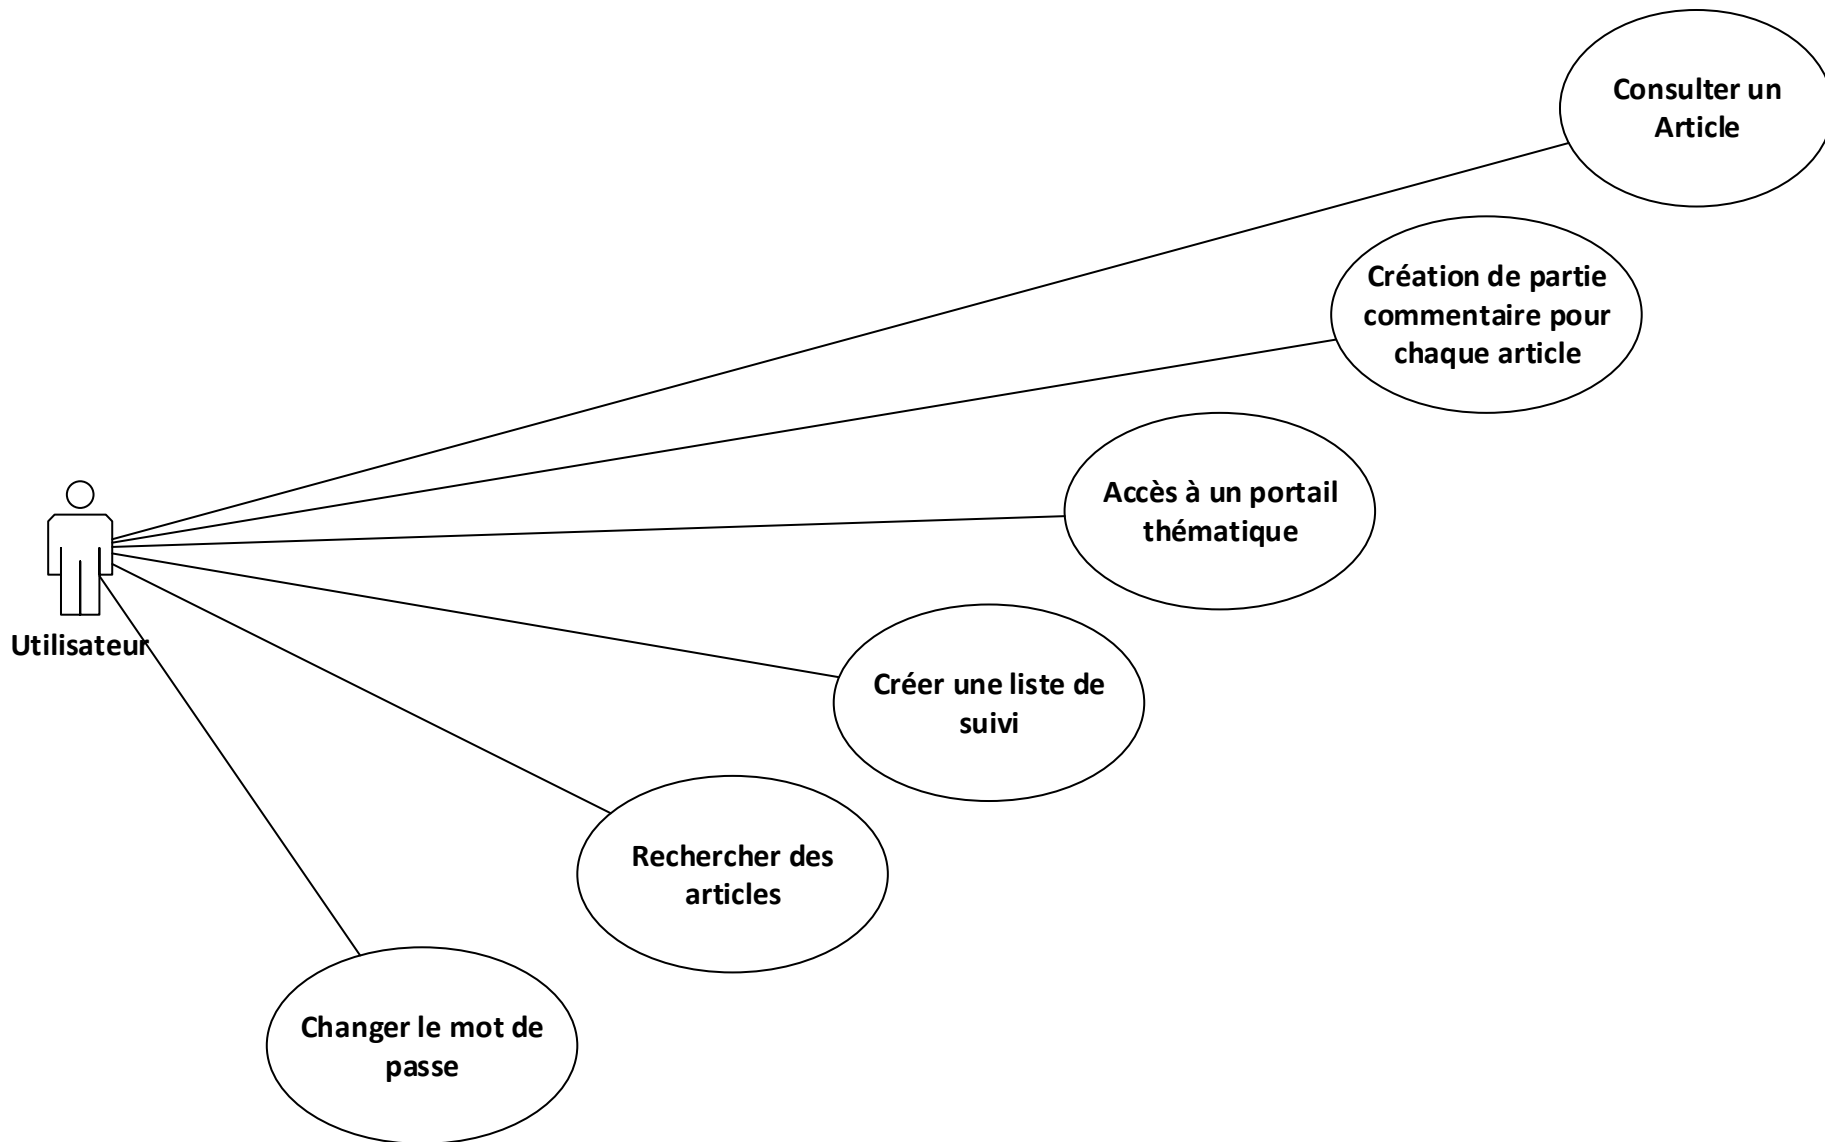 Consulter un
Article
Création de partie
commentaire pour
chaque article
Accès à un portail
thématique
Utilisateur
Créer une liste de
suivi
Rechercher des
articles
Changer le mot de
passe